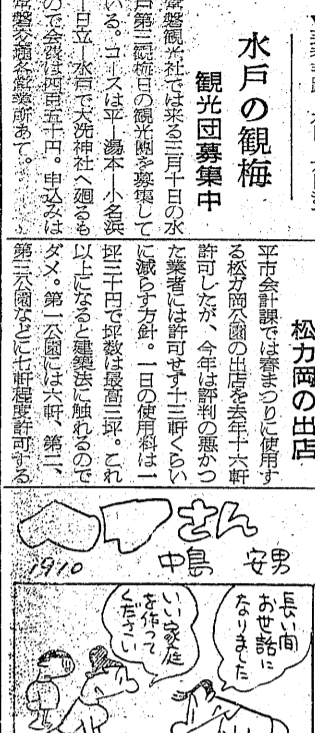 水戸の観梅
観光団募集中
常磐観光社では来る三月十日の水
戸第三観梅日の観光団を募集して
いる。コースは平―湯本―小名浜
―日立―水戸で大洗神社へ廻るも
ので会費は四百五十円。申込みは
常磐交通各営業所あて。
松ガ岡の出店
平市会計課では春まつりに使用す
る松ガ岡公園の出店を去年十六軒
許可したが、今年は評判の悪かつ
た業者には許可せず十三軒くらい
に減らす方針。一日の使用料は一
坪三十円で坪数は最高三坪。これ
以上になると建築法に触れるので
ダメ。第一公園には六軒、第二、
第三公園などに七軒程度許可する
さん
中島 安男
1910
長い間
お世話に
なりました
いい家庭
を作って
ください